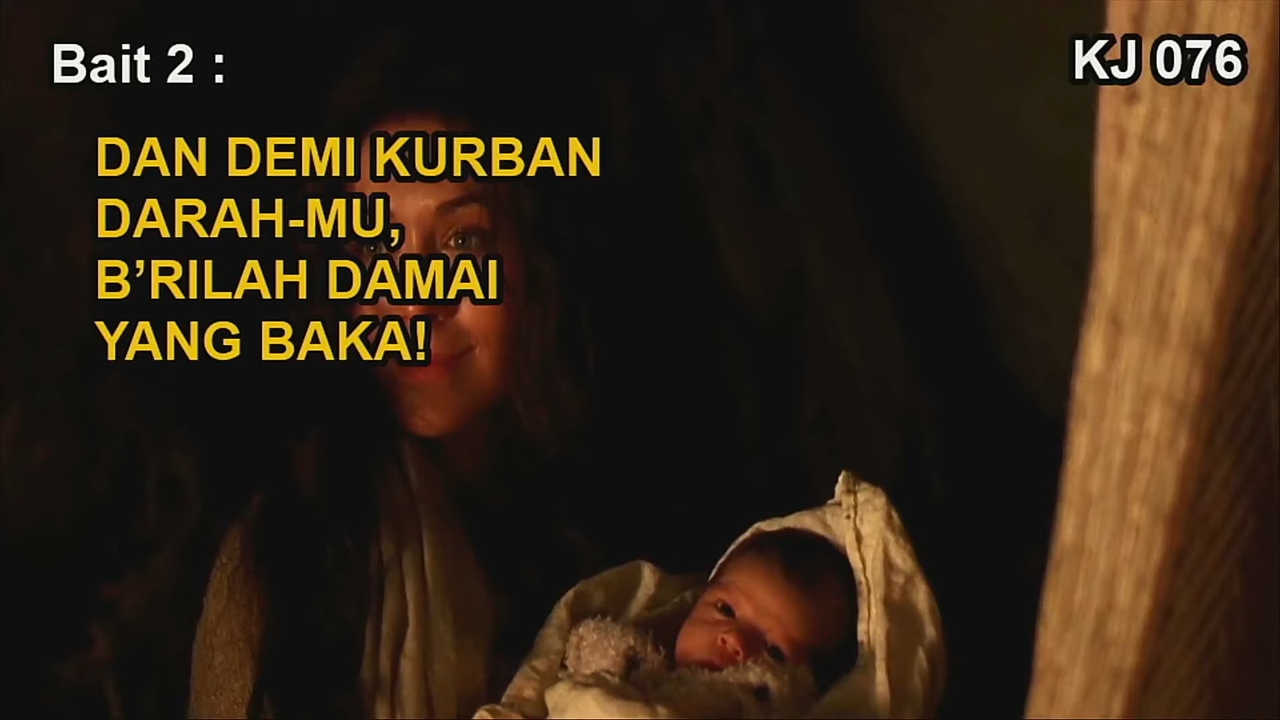 Bait 2 :
KJ 076
DAN DEMI KURBAN
DARAH-MU,
B’RILAH DAMAI
YANG BAKA!